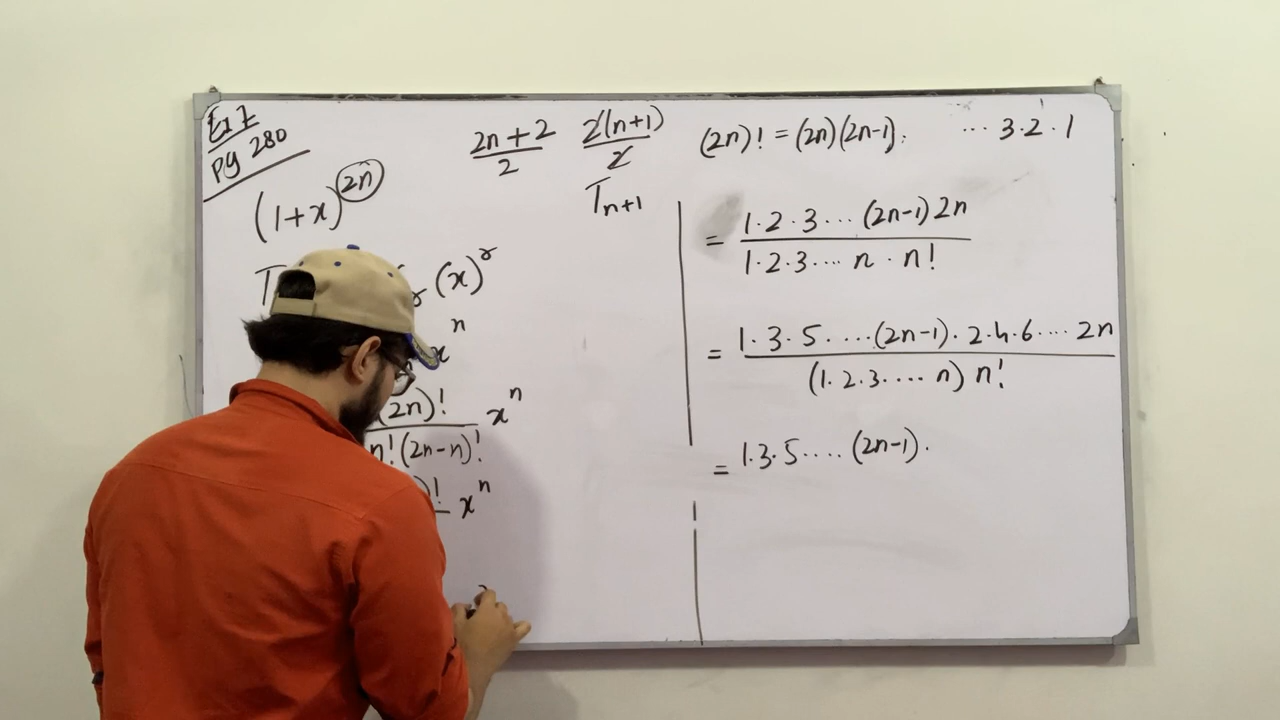 Ex 1
Pg 280
(1+x)^2n
2n+2 / 2
2(n+1) / 2
T_n+1
(x)^r
x^n
(2n)! / n!(2n-n)! x^n
)! x^n
(2n)! = (2n)(2n-1). ... 3.2.1
= 1.2.3... (2n-1) 2n / 1.2.3... n . n!
= 1.3.5. ....(2n-1). 2.4.6.... 2n / (1.2.3.... n) n!
= 1.3.5.... (2n-1).